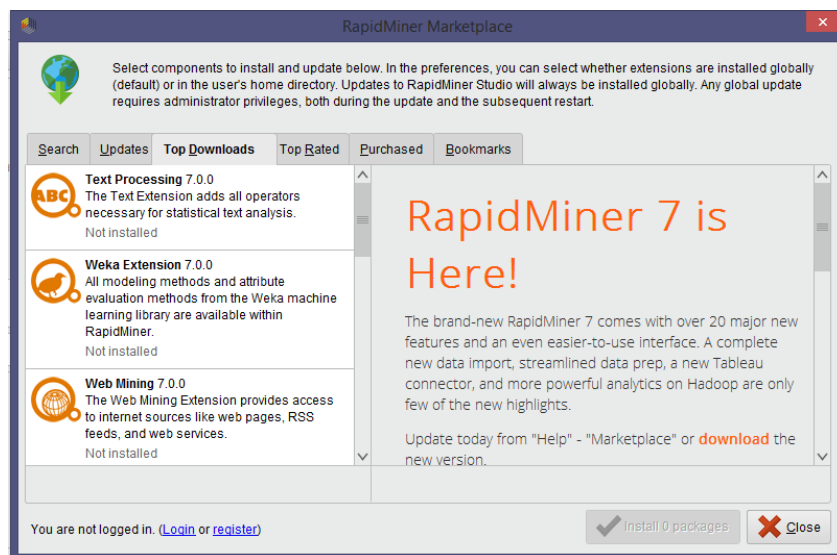 RapidMiner Marketplace
Select components to install and update below. In the preferences, you can select whether extensions are installed globally
(default) or in the user's home directory. Updates to RapidMiner Studio will always be installed globally. Any global update
requires administrator privileges, both during the update and the subsequent restart.
Search Updates Top Downloads Top Rated Purchased Bookmarks
ABC
Text Processing 7.0.0
The Text Extension adds all operators
necessary for statistical text analysis.
Not installed
Weka Extension 7.0.0
All modeling methods and attribute
evaluation methods from the Weka machine
learning library are available within
RapidMiner.
Not installed
Web Mining 7.0.0
The Web Mining Extension provides access
to internet sources like web pages, RSS
feeds, and web services.
Not installed
RapidMiner 7 is
Here!
The brand-new RapidMiner 7 comes with over 20 major new
features and an even easier-to-use interface. A complete
new data import, streamlined data prep, a new Tableau
connector, and more powerful analytics on Hadoop are only
few of the new highlights.
Update today from "Help" - "Marketplace" or download the
new version.
You are not logged in. (Login or register)
Install 0 packages
Close